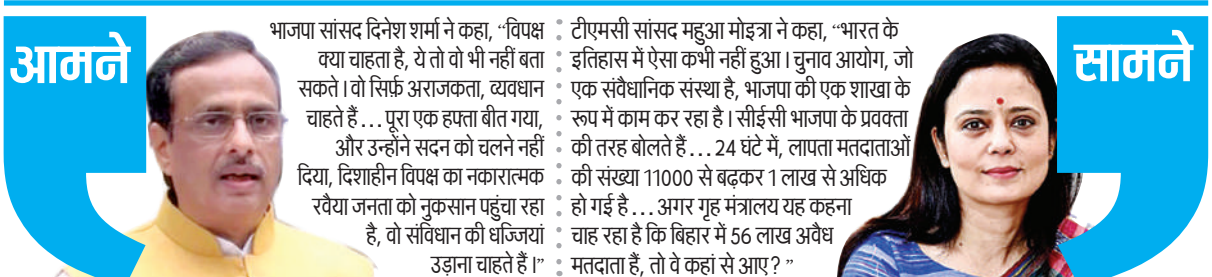 आमने
भाजपा सांसद दिनेश शर्मा ने कहा, “विपक्ष
क्या चाहता है, ये तो वो भी नहीं बता
सकते। वो सिर्फ़ अराजकता, व्यवधान
चाहते हैं... पूरा एक हफ्ता बीत गया,
और उन्होंने सदन को चलने नहीं
दिया, दिशाहीन विपक्ष का नकारात्मक
रवैया जनता को नुकसान पहुंचा रहा
है, वो संविधान की धज्जियां
उड़ाना चाहते हैं।”
टीएमसी सांसद महुआ मोइत्रा ने कहा, “भारत के
इतिहास में ऐसा कभी नहीं हुआ। चुनाव आयोग, जो
एक संवैधानिक संस्था है, भाजपा की एक शाखा के
रूप में काम कर रहा है। सीईसी भाजपा के प्रवक्ता
की तरह बोलते हैं... 24 घंटे में, लापता मतदाताओं
की संख्या 11000 से बढ़कर 1 लाख से अधिक
हो गई है... अगर गृह मंत्रालय यह कहना
चाह रहा है कि बिहार में 56 लाख अवैध
मतदाता हैं, तो वे कहां से आए? ”
सामने